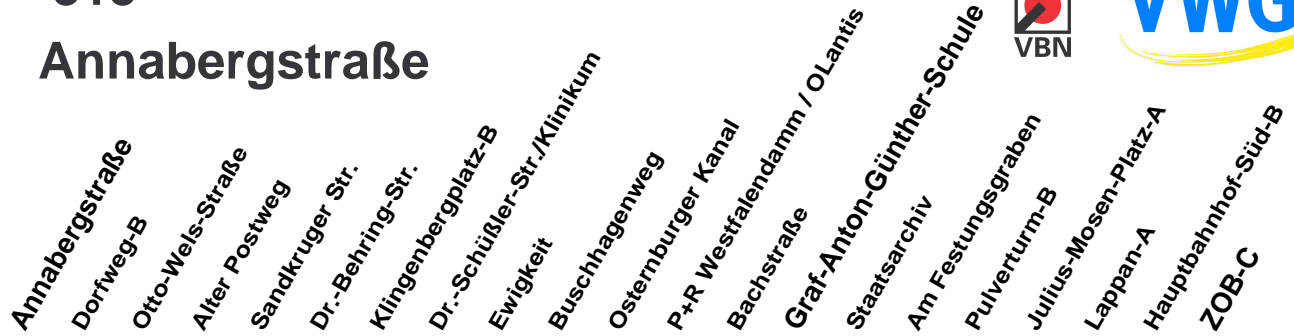 Annabergstraße
VBN
VWG
Annabergstraße
Dorfweg-B
Otto-Wels-Straße
Alter Postweg
Sandkruger Str.
Dr.-Behring-Str.
Klingenbergplatz-B
Dr.-Schüßler-Str./Klinikum
Ewigkeit
Buschhagenweg
Osternburger Kanal
P+R Westfalendamm / OLantis
Bachstraße
Graf-Anton-Günther-Schule
Staatsarchiv
Am Festungsgraben
Pulverturm-B
Julius-Mosen-Platz-A
Lappan-A
Hauptbahnhof-Süd-B
ZOB-C